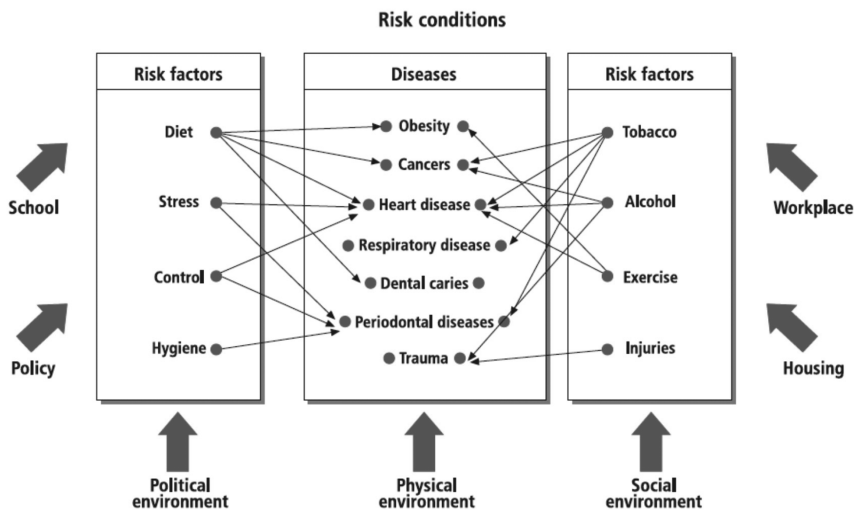 Risk conditions
Risk factors
Diseases
Risk factors
Diet
Obesity
Tobacco
Cancers
School
Stress
Heart disease
Alcohol
Workplace
Respiratory disease
Control
Dental caries
Exercise
Periodontal diseases
Hygiene
Trauma
Injuries
Policy
Housing
Political
environment
Physical
environment
Social
environment